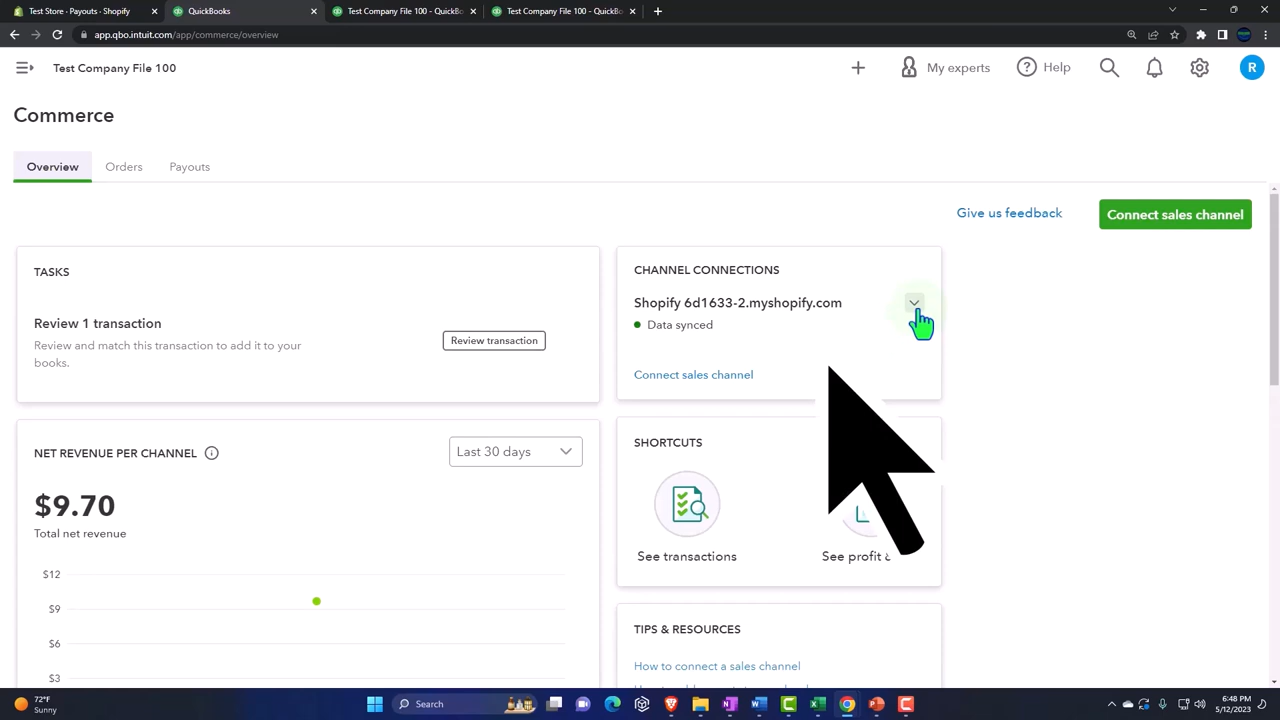 Test Store - Payouts - Shopify
QuickBooks
Test Company File 100 - QuickBo
Test Company File 100 - QuickBo
app.qbo.intuit.com/app/commerce/overview
Test Company File 100
My experts
Help
R
Commerce
Overview
Orders
Payouts
Give us feedback
Connect sales channel
TASKS
Review 1 transaction
Review and match this transaction to add it to your
books.
Review transaction
CHANNEL CONNECTIONS
Shopify 6d1633-2.myshopify.com
Data synced
Connect sales channel
NET REVENUE PER CHANNEL
Last 30 days
$9.70
Total net revenue
$12
$9
$6
$3
SHORTCUTS
See transactions
See profit
TIPS & RESOURCES
How to connect a sales channel
72°F
Sunny
Search
6:48 PM
5/12/2023